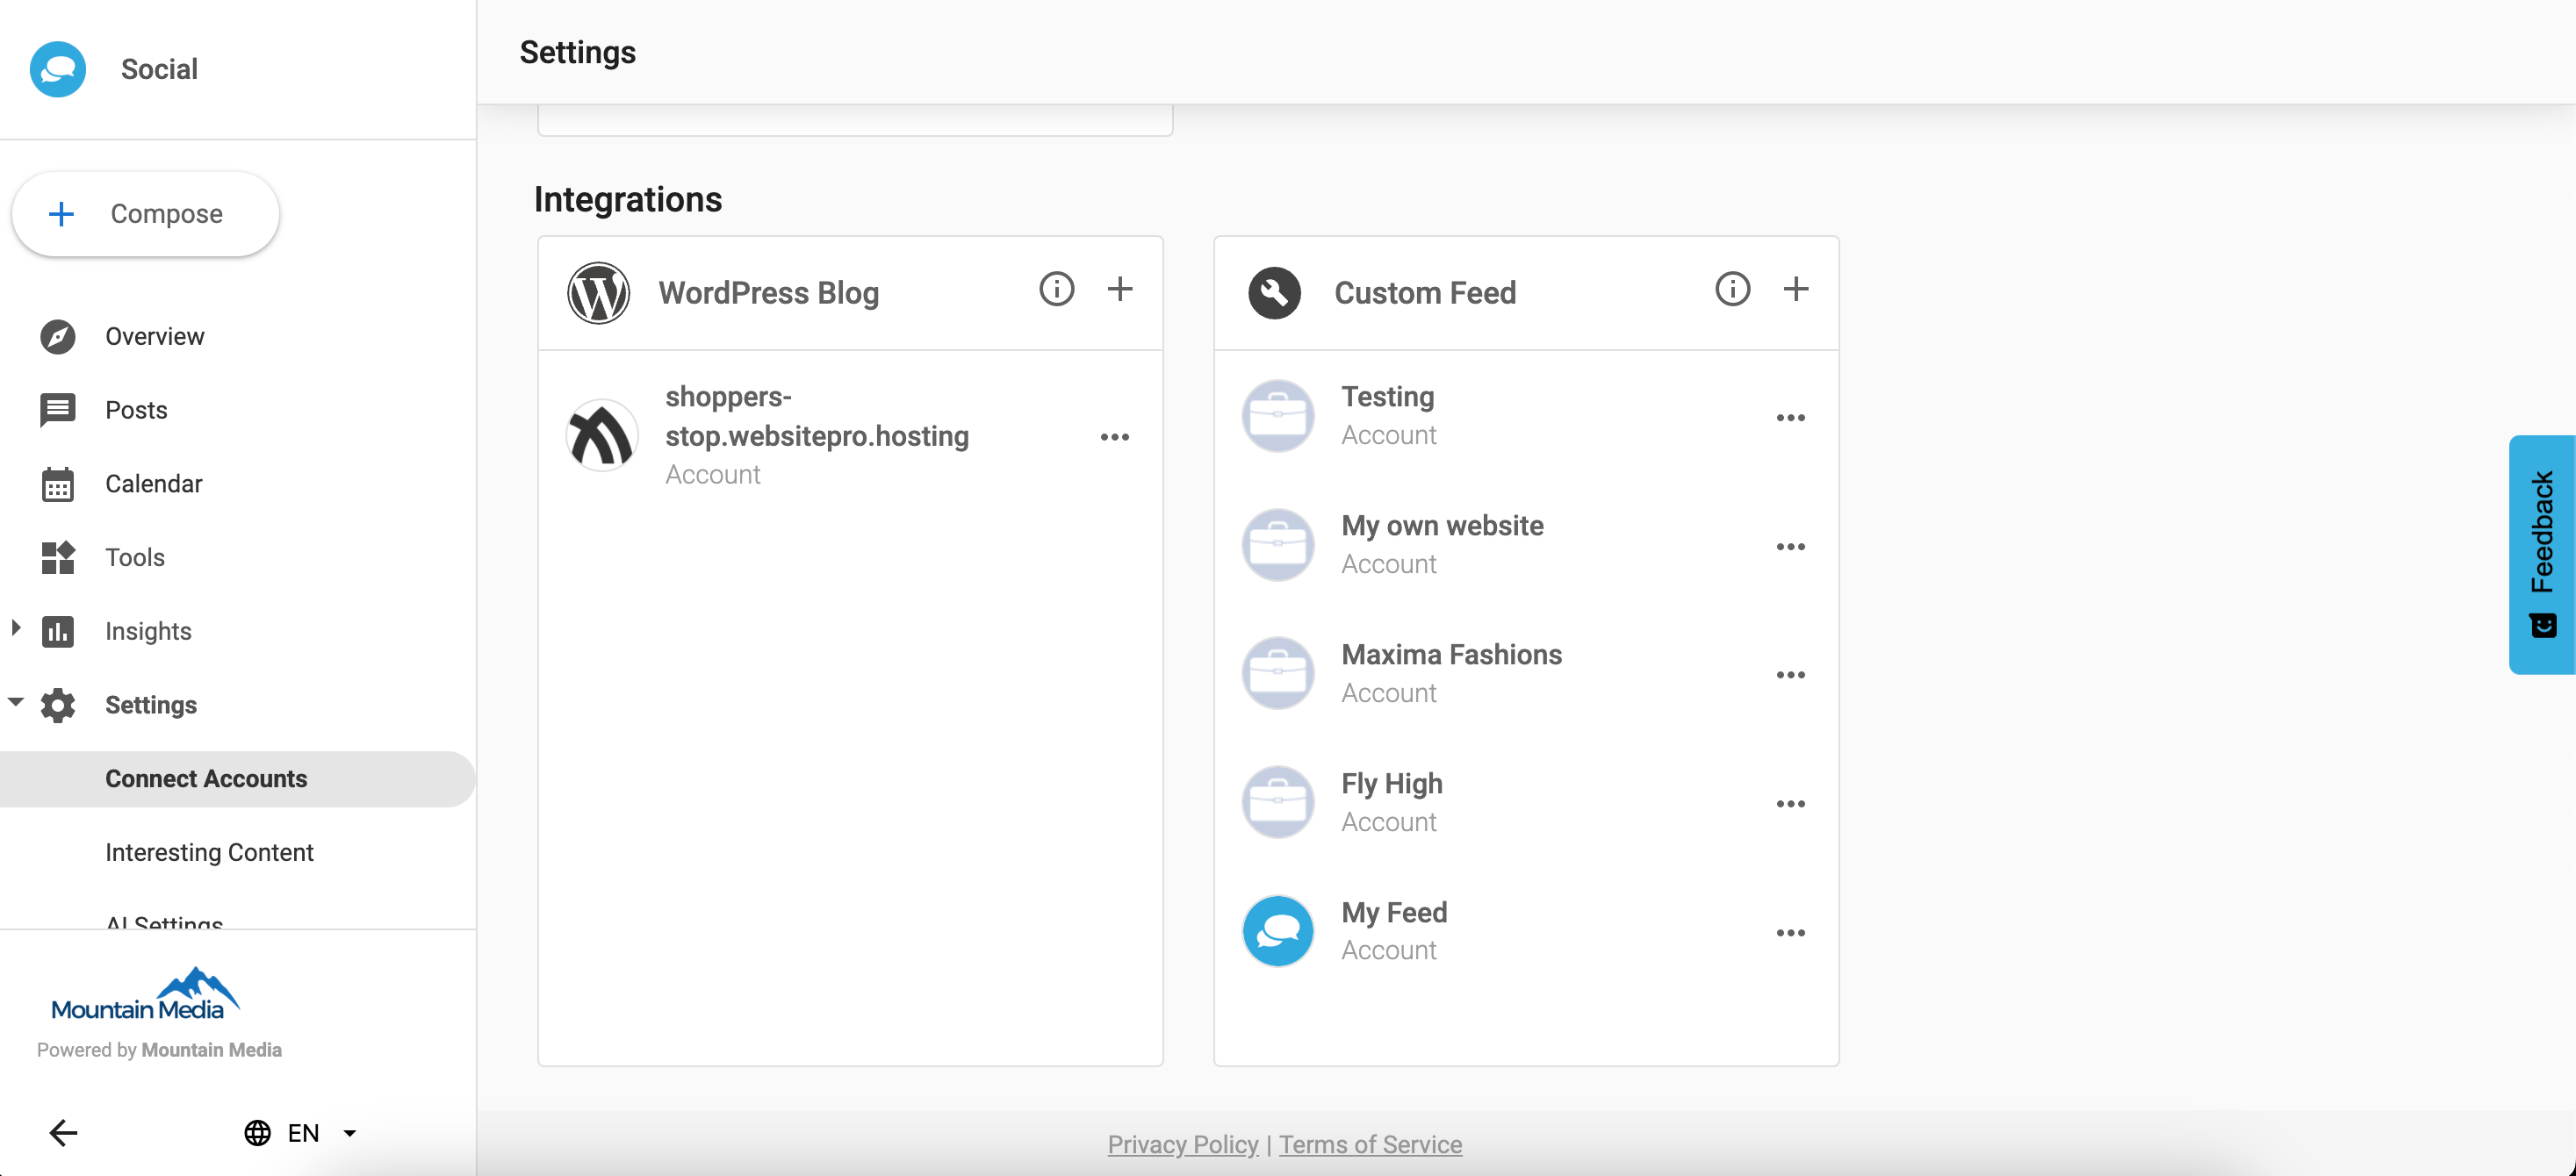 Social
Compose
Overview
Posts
Calendar
Tools
Insights
Settings
Connect Accounts
Interesting Content
AI Settings
Mountain Media
Powered by Mountain Media
EN
Settings
Integrations
WordPress Blog
shoppers-
stop.websitepro.hosting
Account
Custom Feed
Testing
Account
My own website
Account
Maxima Fashions
Account
Fly High
Account
My Feed
Account
Feedback
Privacy Policy | Terms of Service